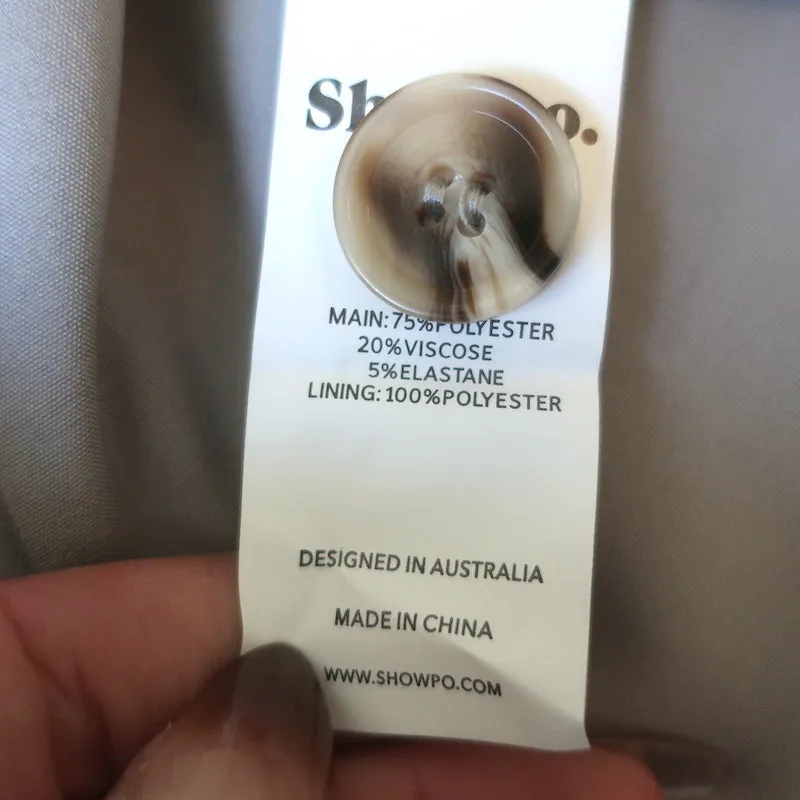 MAIN:75%POLYESTER
20%VISCOSE
5%ELASTANE
LINING:100%POLYESTER
DESIGNED IN AUSTRALIA
MADE IN CHINA
WWW.SHOWPO.COM